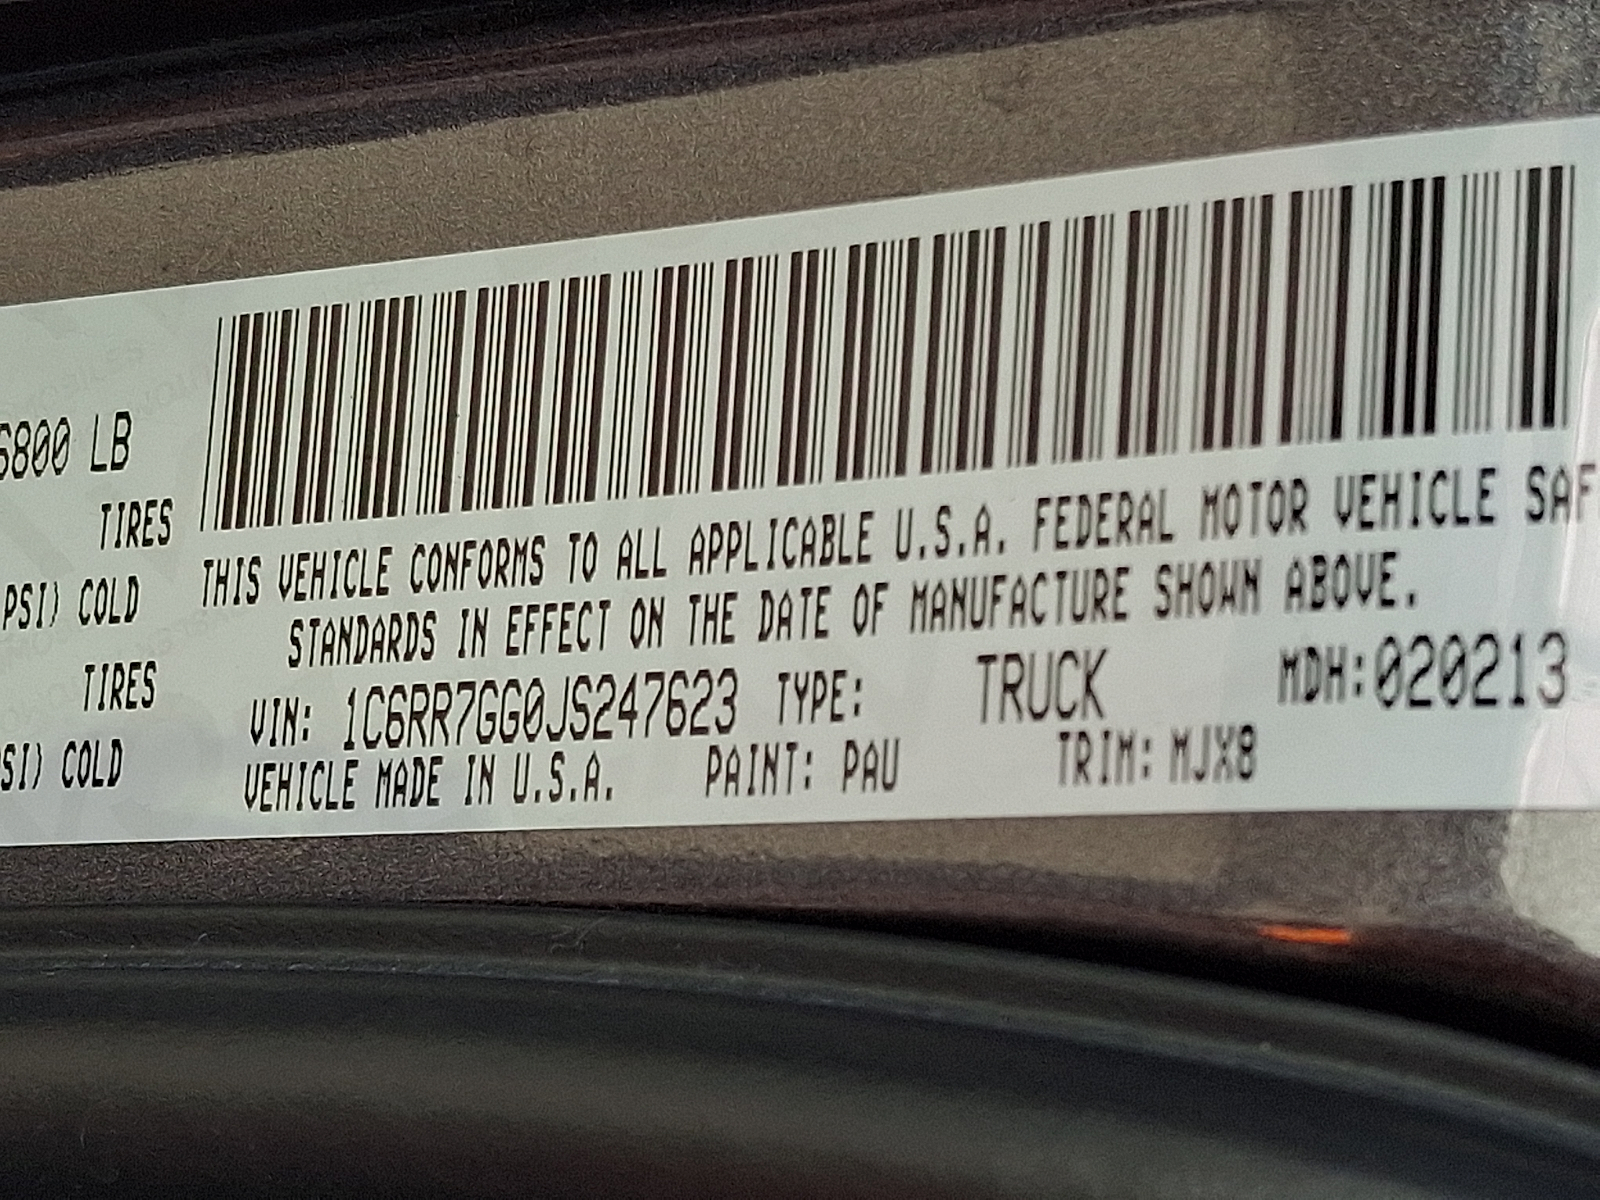 6800 LB
TIRES
PSI) COLD
TIRES
SI) COLD
THIS VEHICLE CONFORMS TO ALL APPLICABLE U.S.A. FEDERAL MOTOR VEHICLE SAF
STANDARDS IN EFFECT ON THE DATE OF MANUFACTURE SHOWN ABOVE.
VIN: 1C6RR7GG0JS247623 TYPE: TRUCK MDH:020213
VEHICLE MADE IN U.S.A. PAINT: PAU TRIM: MJX8